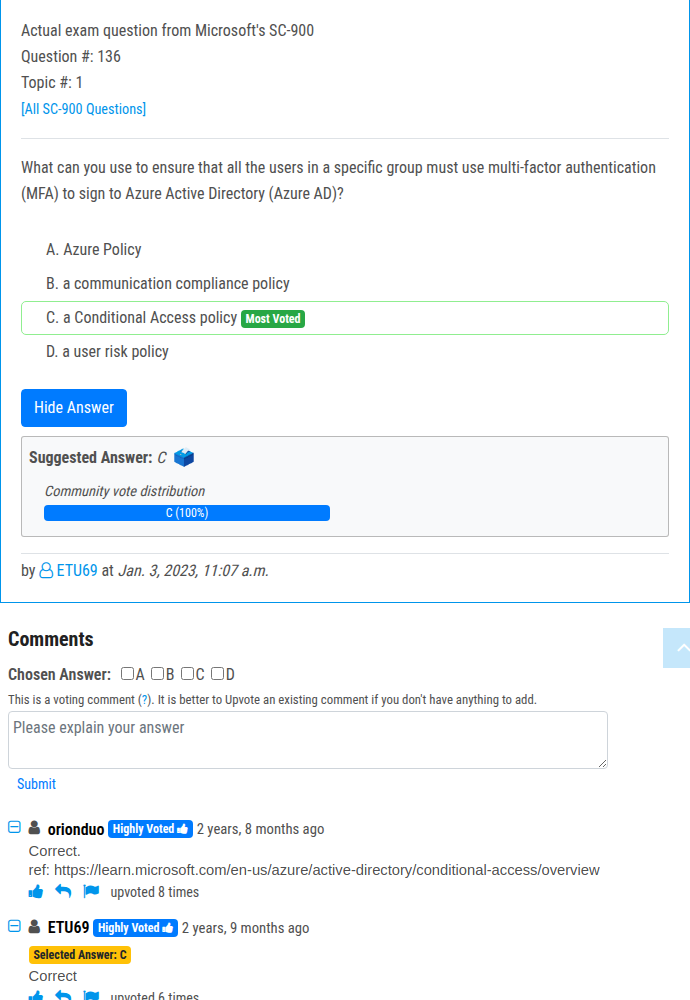 Actual exam question from Microsoft's SC-900
Question #: 136
Topic #: 1
[All SC-900 Questions]
What can you use to ensure that all the users in a specific group must use multi-factor authentication
(MFA) to sign to Azure Active Directory (Azure AD)?
A. Azure Policy
B. a communication compliance policy
C. a Conditional Access policy Most Voted
D. a user risk policy
Hide Answer
Suggested Answer: C
Community vote distribution
C (100%)
by ETU69 at Jan. 3, 2023, 11:07 a.m.
Comments
Chosen Answer: A B C D
This is a voting comment (?). It is better to Upvote an existing comment if you don't have anything to add.
Please explain your answer
Submit
orionduo Highly Voted 2 years, 8 months ago
Correct.
ref: https://learn.microsoft.com/en-us/azure/active-directory/conditional-access/overview
upvoted 8 times
ETU69 Highly Voted 2 years, 9 months ago
Selected Answer: C
Correct
upvoted 6 times